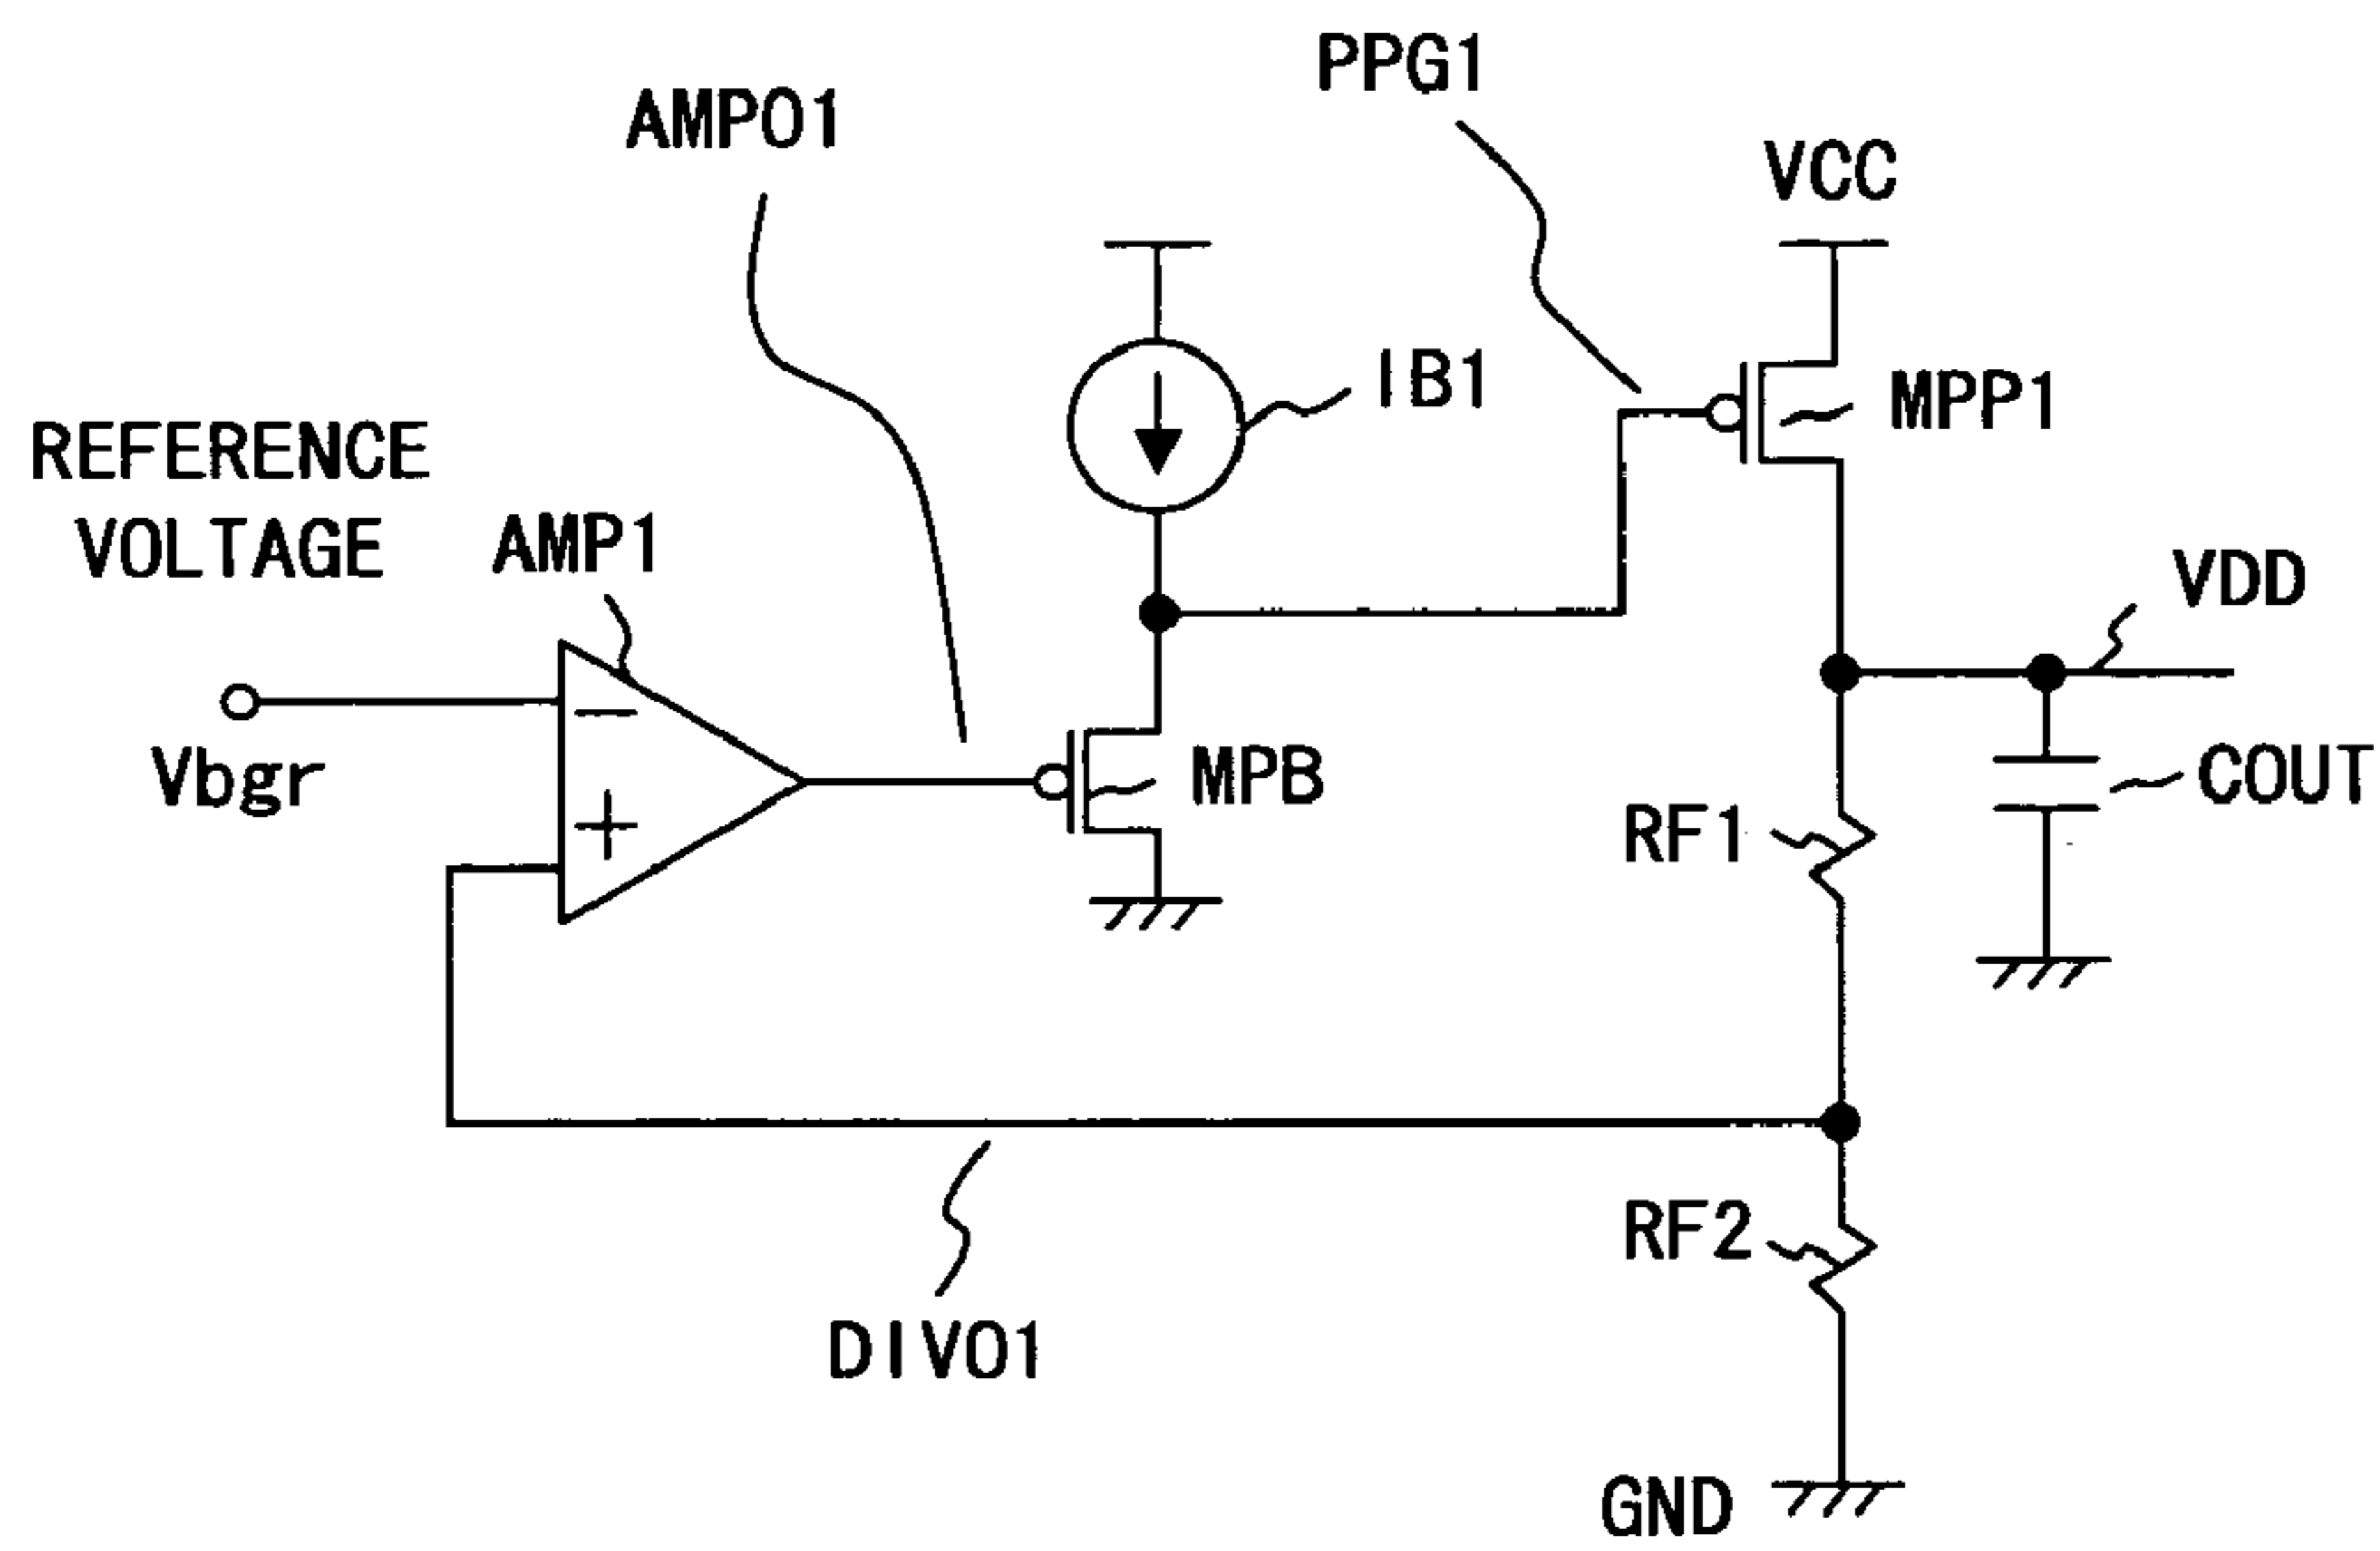 PPG1
AMPO1
VCC
IB1
MPP1
REFERENCE
VOLTAGE
AMP1
VDD
−
Vbgr
MPB
COUT
+
RF1
RF2
DIVO1
GND